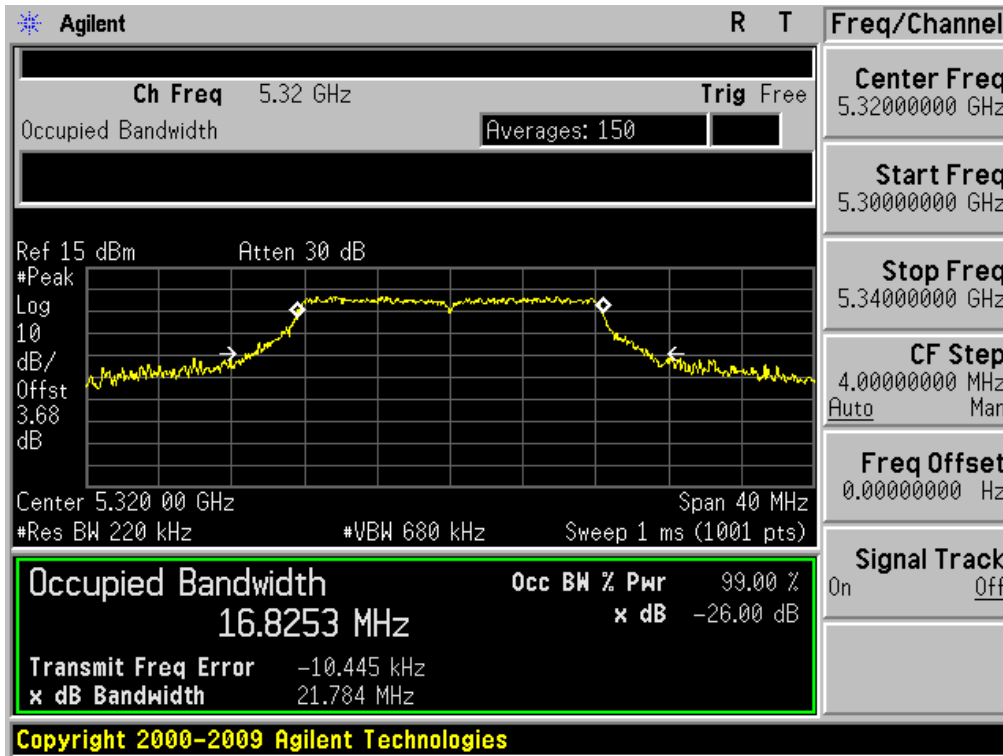 Agilent
R T
Freq/Channel
Ch Freq 5.32 GHz
Trig Free
Occupied Bandwidth
Averages: 150
Center Freq
5.32000000 GHz
Start Freq
5.30000000 GHz
Stop Freq
5.34000000 GHz
CF Step
4.00000000 MHz
Auto Man
Freq Offset
0.00000000 Hz
Signal Track
On Off
Ref 15 dBm
Atten 30 dB
#Peak
Log
10
dB/
Offst
3.68
dB
Center 5.320 00 GHz
Span 40 MHz
#Res BW 220 kHz
#VBW 680 kHz
Sweep 1 ms (1001 pts)
Occupied Bandwidth
16.8253 MHz
Occ BW % Pwr 99.00 %
x dB -26.00 dB
Transmit Freq Error -10.445 kHz
x dB Bandwidth 21.784 MHz
Copyright 2000-2009 Agilent Technologies